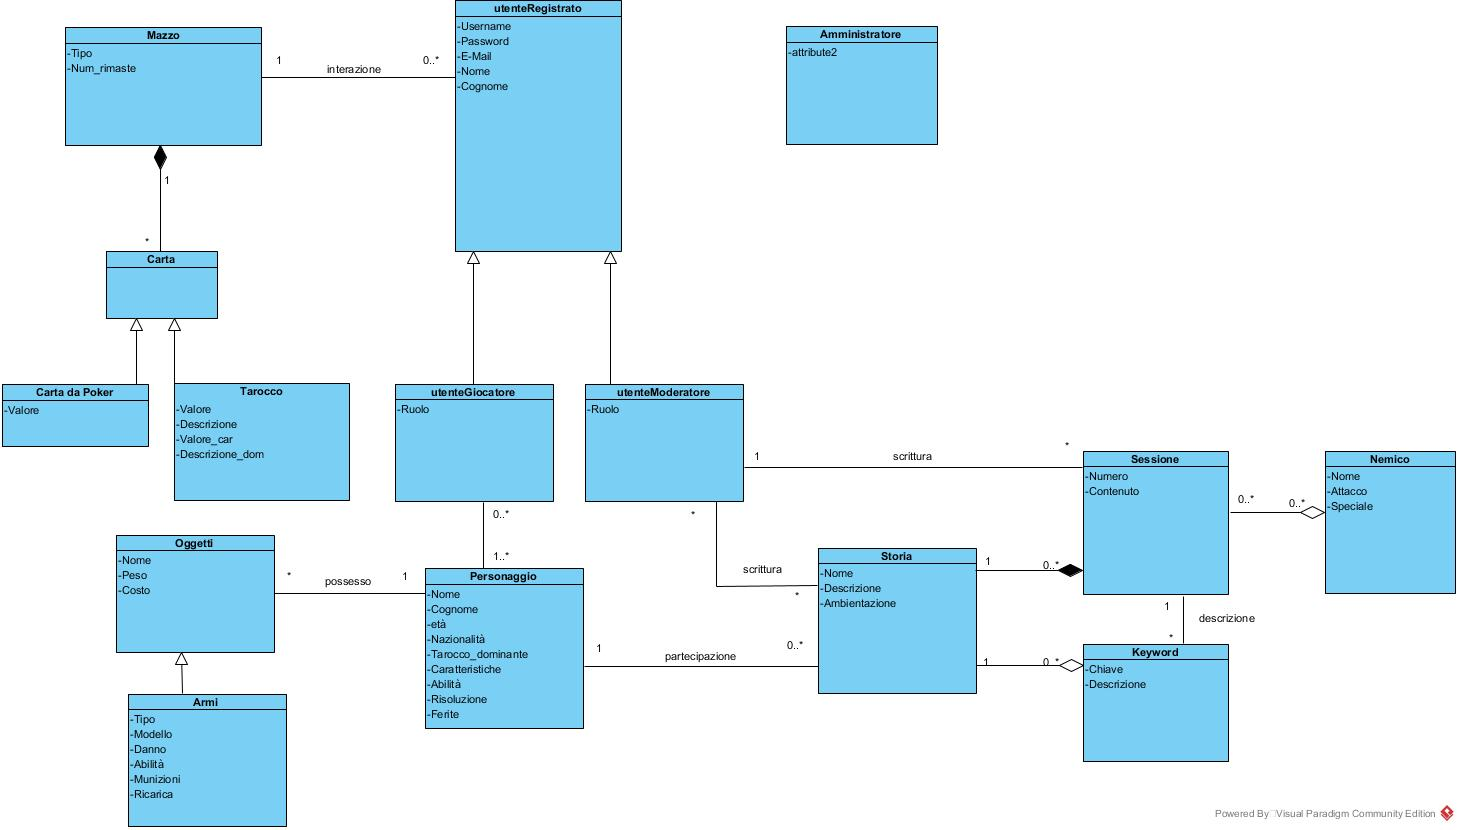 utenteRegistrato
-Username
-Password
-E-Mail
-Nome
-Cognome
Mazzo
-Tipo
-Num_rimaste
1
interazione
0..*
Amministratore
-attribute2
1
*
Carta
Carta da Poker
-Valore
Tarocco
-Valore
-Descrizione
-Valore_car
-Descrizione_dom
utenteGiocatore
-Ruolo
utenteModeratore
-Ruolo
1
scrittura
*
Sessione
-Numero
-Contenuto
0..*
0..*
Nemico
-Nome
-Attacco
-Speciale
0..*
1..*
*
scrittura
*
Oggetti
-Nome
-Peso
-Costo
*
possesso
1
Personaggio
-Nome
-Cognome
-età
-Nazionalità
-Tarocco_dominante
-Caratteristiche
-Abilità
-Risoluzione
-Ferite
1
partecipazione
0..*
Storia
-Nome
-Descrizione
-Ambientazione
1
0..*
1
descrizione
*
1
0..*
Keyword
-Chiave
-Descrizione
Armi
-Tipo
-Modello
-Danno
-Abilità
-Munizioni
-Ricarica
Powered By Visual Paradigm Community Edition